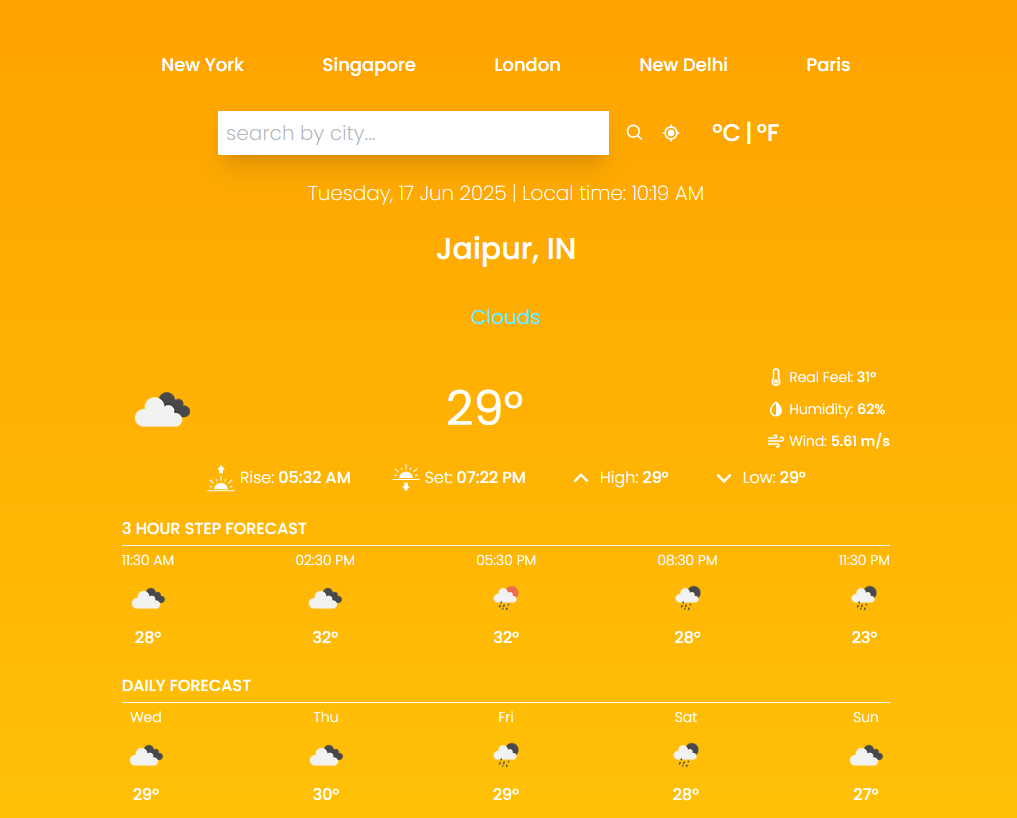 New York Singapore London New Delhi Paris
search by city... °C | °F
Tuesday, 17 Jun 2025 | Local time: 10:19 AM
Jaipur, IN
Clouds
29°
Real Feel: 31°
Humidity: 62%
Wind: 5.61 m/s
Rise: 05:32 AM Set: 07:22 PM High: 29° Low: 29°
3 HOUR STEP FORECAST
11:30 AM 02:30 PM 05:30 PM 08:30 PM 11:30 PM
28° 32° 32° 28° 23°
DAILY FORECAST
Wed Thu Fri Sat Sun
29° 30° 29° 28° 27°